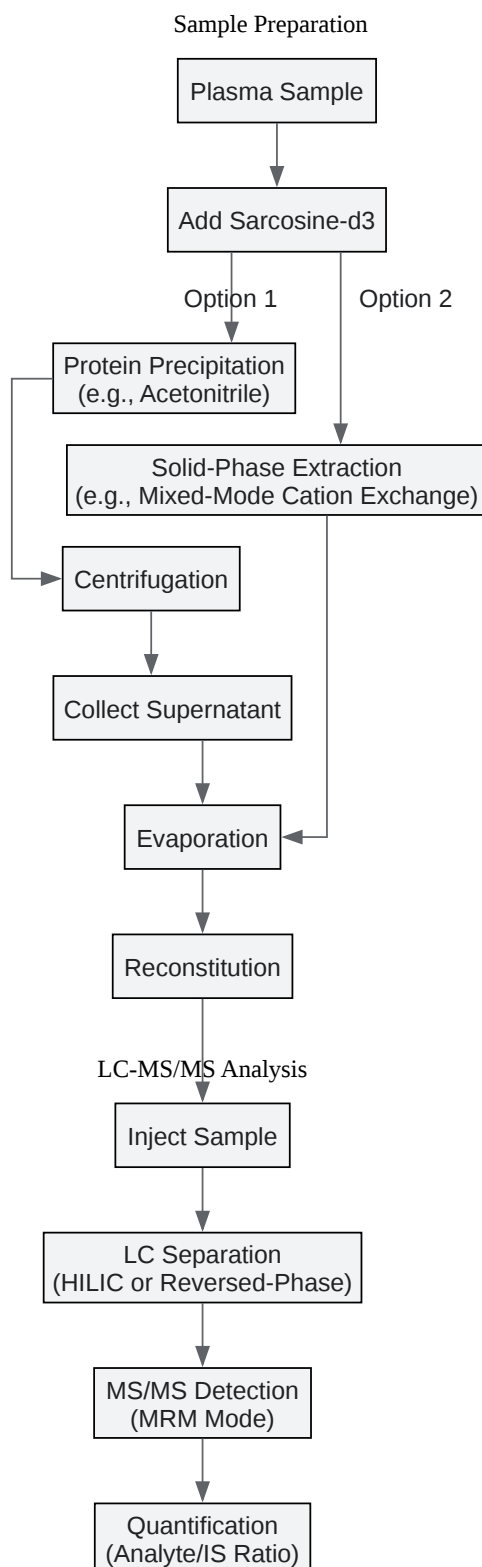 Sample Preparation
Plasma Sample
Add Sarcosine-d3
Option 1
Option 2
Protein Precipitation
(e.g., Acetonitrile)
Solid-Phase Extraction
(e.g., Mixed-Mode Cation Exchange)
Centrifugation
Collect Supernatant
Evaporation
Reconstitution
LC-MS/MS Analysis
Inject Sample
LC Separation
(HILIC or Reversed-Phase)
MS/MS Detection
(MRM Mode)
Quantification
(Analyte/IS Ratio)